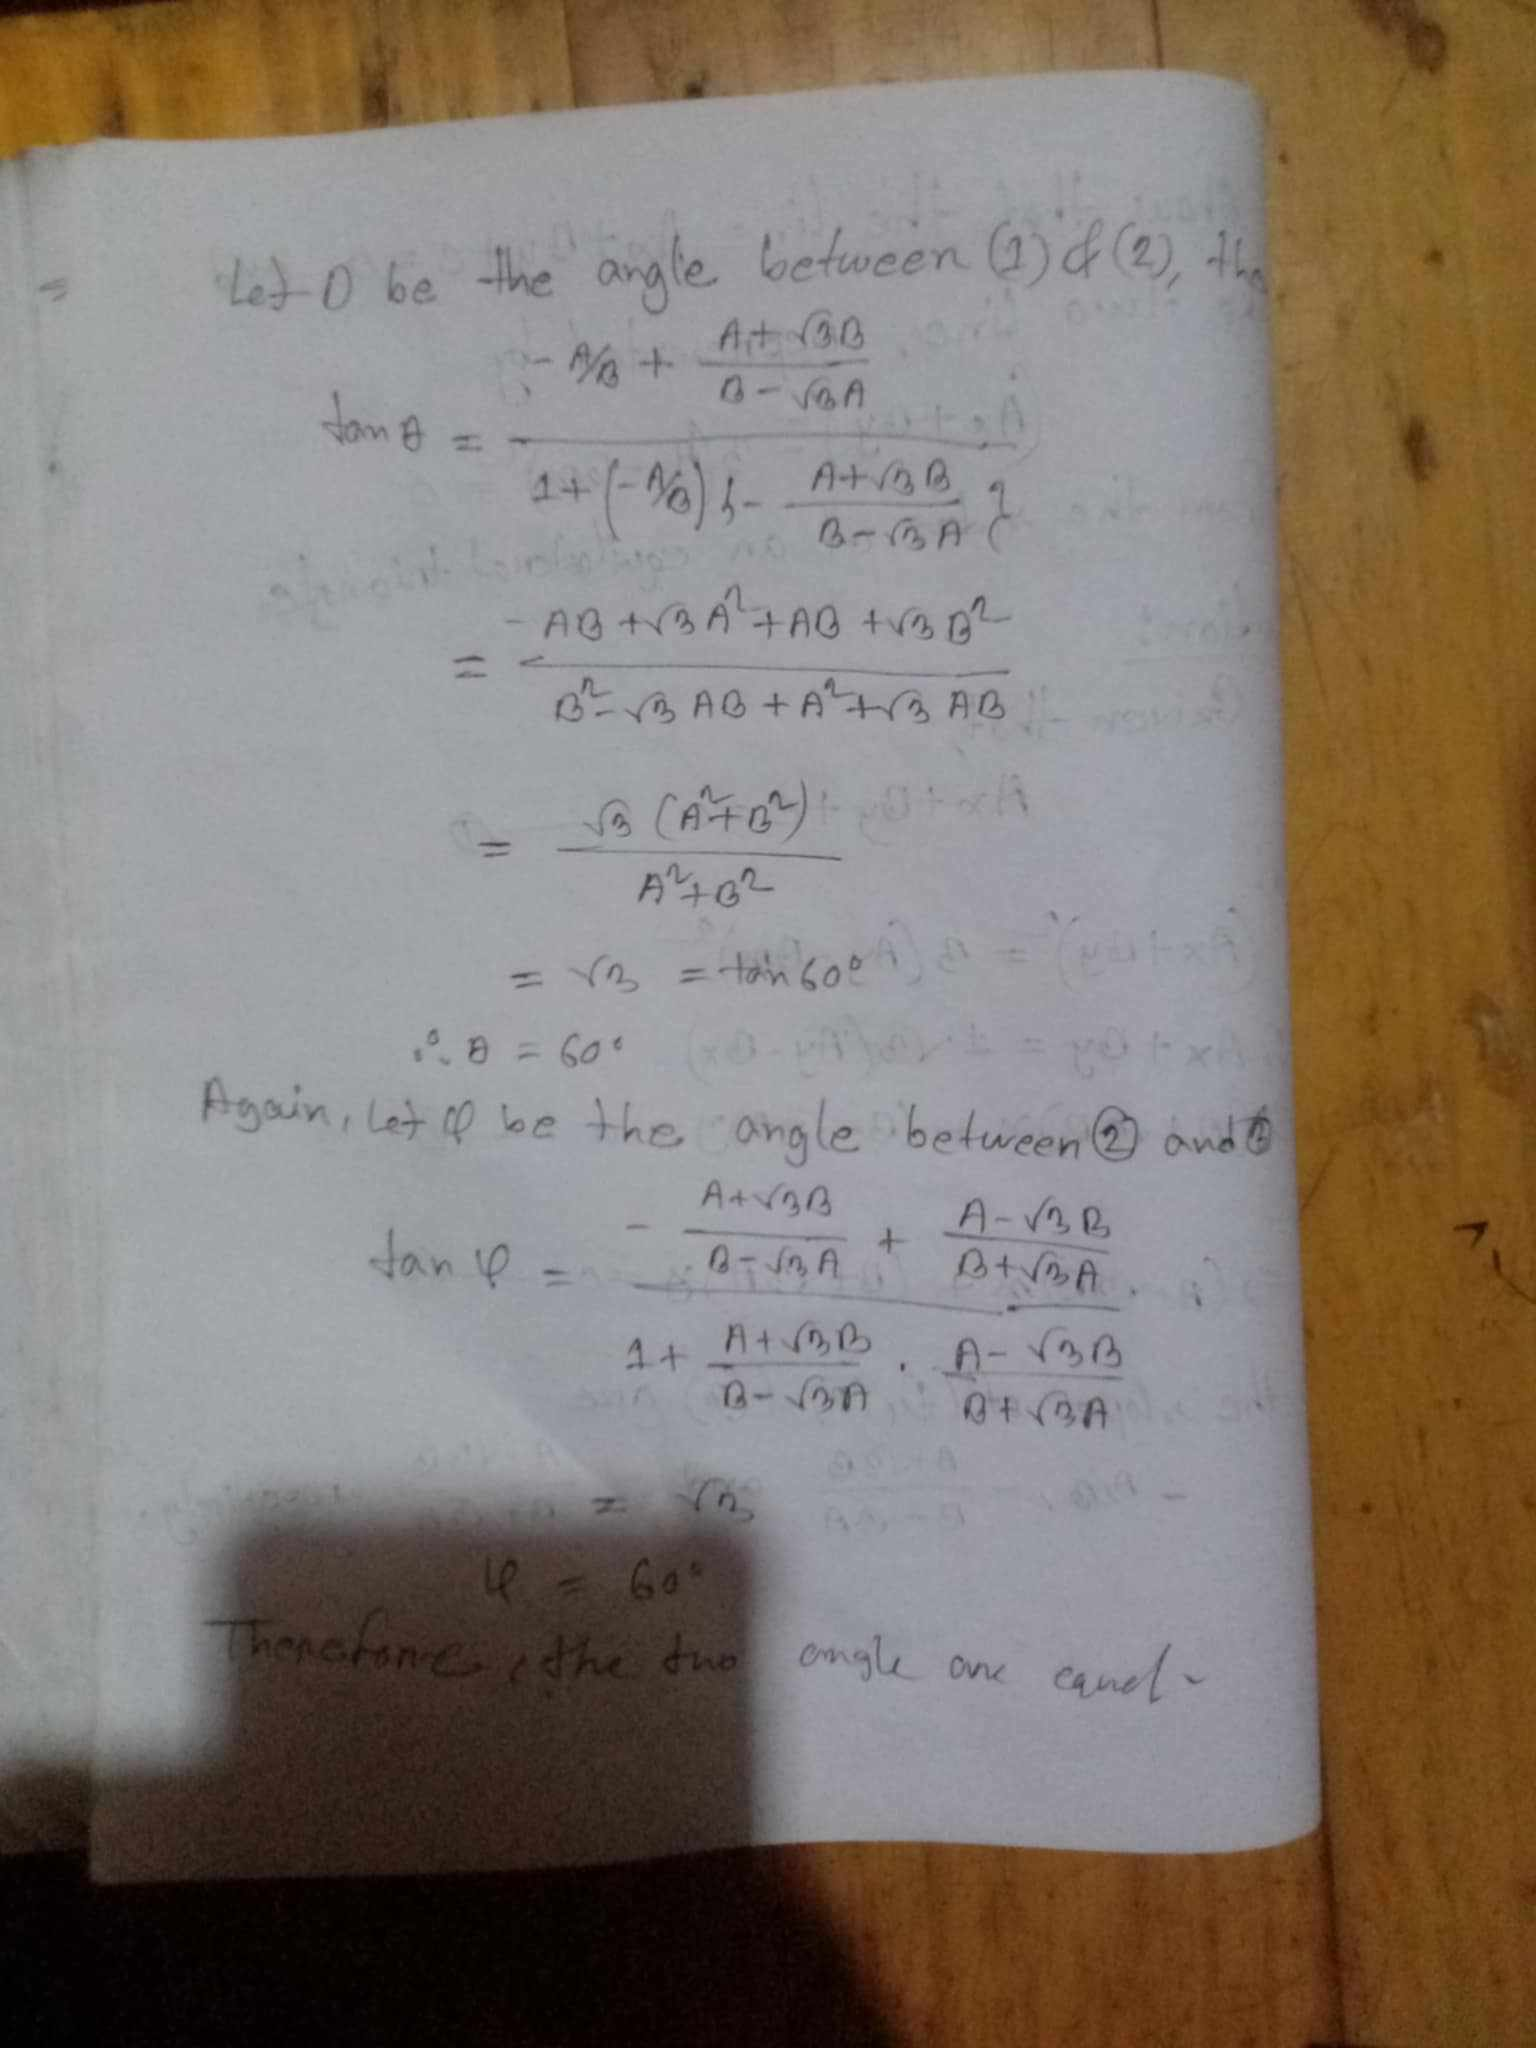 =
Let D be the angle between (1) & (2), the
tan θ = (-A/B + (A+√3B)/(B-√3A)) / (1+(-A/B){-(A+√3B)/(B-√3A)})
= (-AB+√3A²+AB+√3B²)/(B²-√3AB+A²+√3AB)
= √3(A²+B²)/(A²+B²)
= √3 = tan 60°
∴ θ = 60°
Again, Let φ be the angle between ② and
tan φ = (-(A+√3B)/(B-√3A) + (A-√3B)/(B+√3A)) / (1+(A+√3B)/(B-√3A) · (A-√3B)/(B+√3A))
= √3
φ = 60°
Therefore, the two angle are equal.